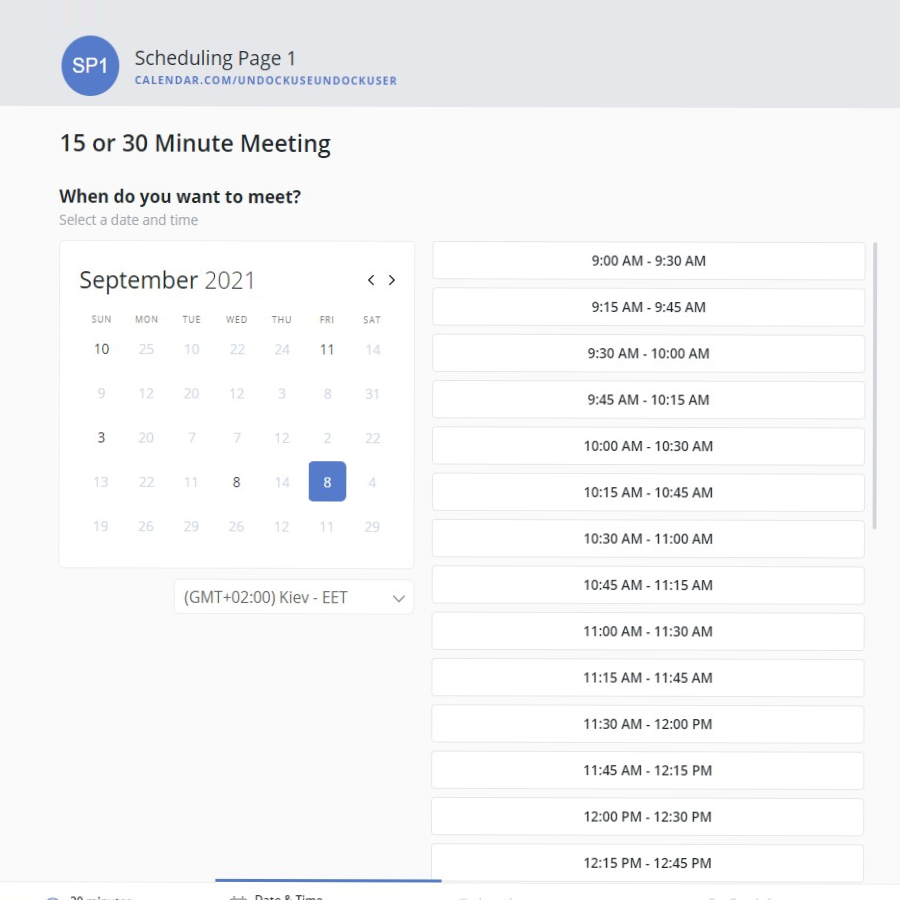 SP1
Scheduling Page 1
CALENDAR.COM/UNDOCKUSEUNDOCKUSER
15 or 30 Minute Meeting
When do you want to meet?
Select a date and time
September 2021
SUN MON TUE WED THU FRI SAT
10 25 10 22 24 11 14
9 12 20 12 3 8 31
3 20 7 7 12 2 22
13 22 11 8 14 8 4
19 26 29 26 12 11 29
(GMT+02:00) Kiev - EET
9:00 AM - 9:30 AM
9:15 AM - 9:45 AM
9:30 AM - 10:00 AM
9:45 AM - 10:15 AM
10:00 AM - 10:30 AM
10:15 AM - 10:45 AM
10:30 AM - 11:00 AM
10:45 AM - 11:15 AM
11:00 AM - 11:30 AM
11:15 AM - 11:45 AM
11:30 AM - 12:00 PM
11:45 AM - 12:15 PM
12:00 PM - 12:30 PM
12:15 PM - 12:45 PM
Date & Time